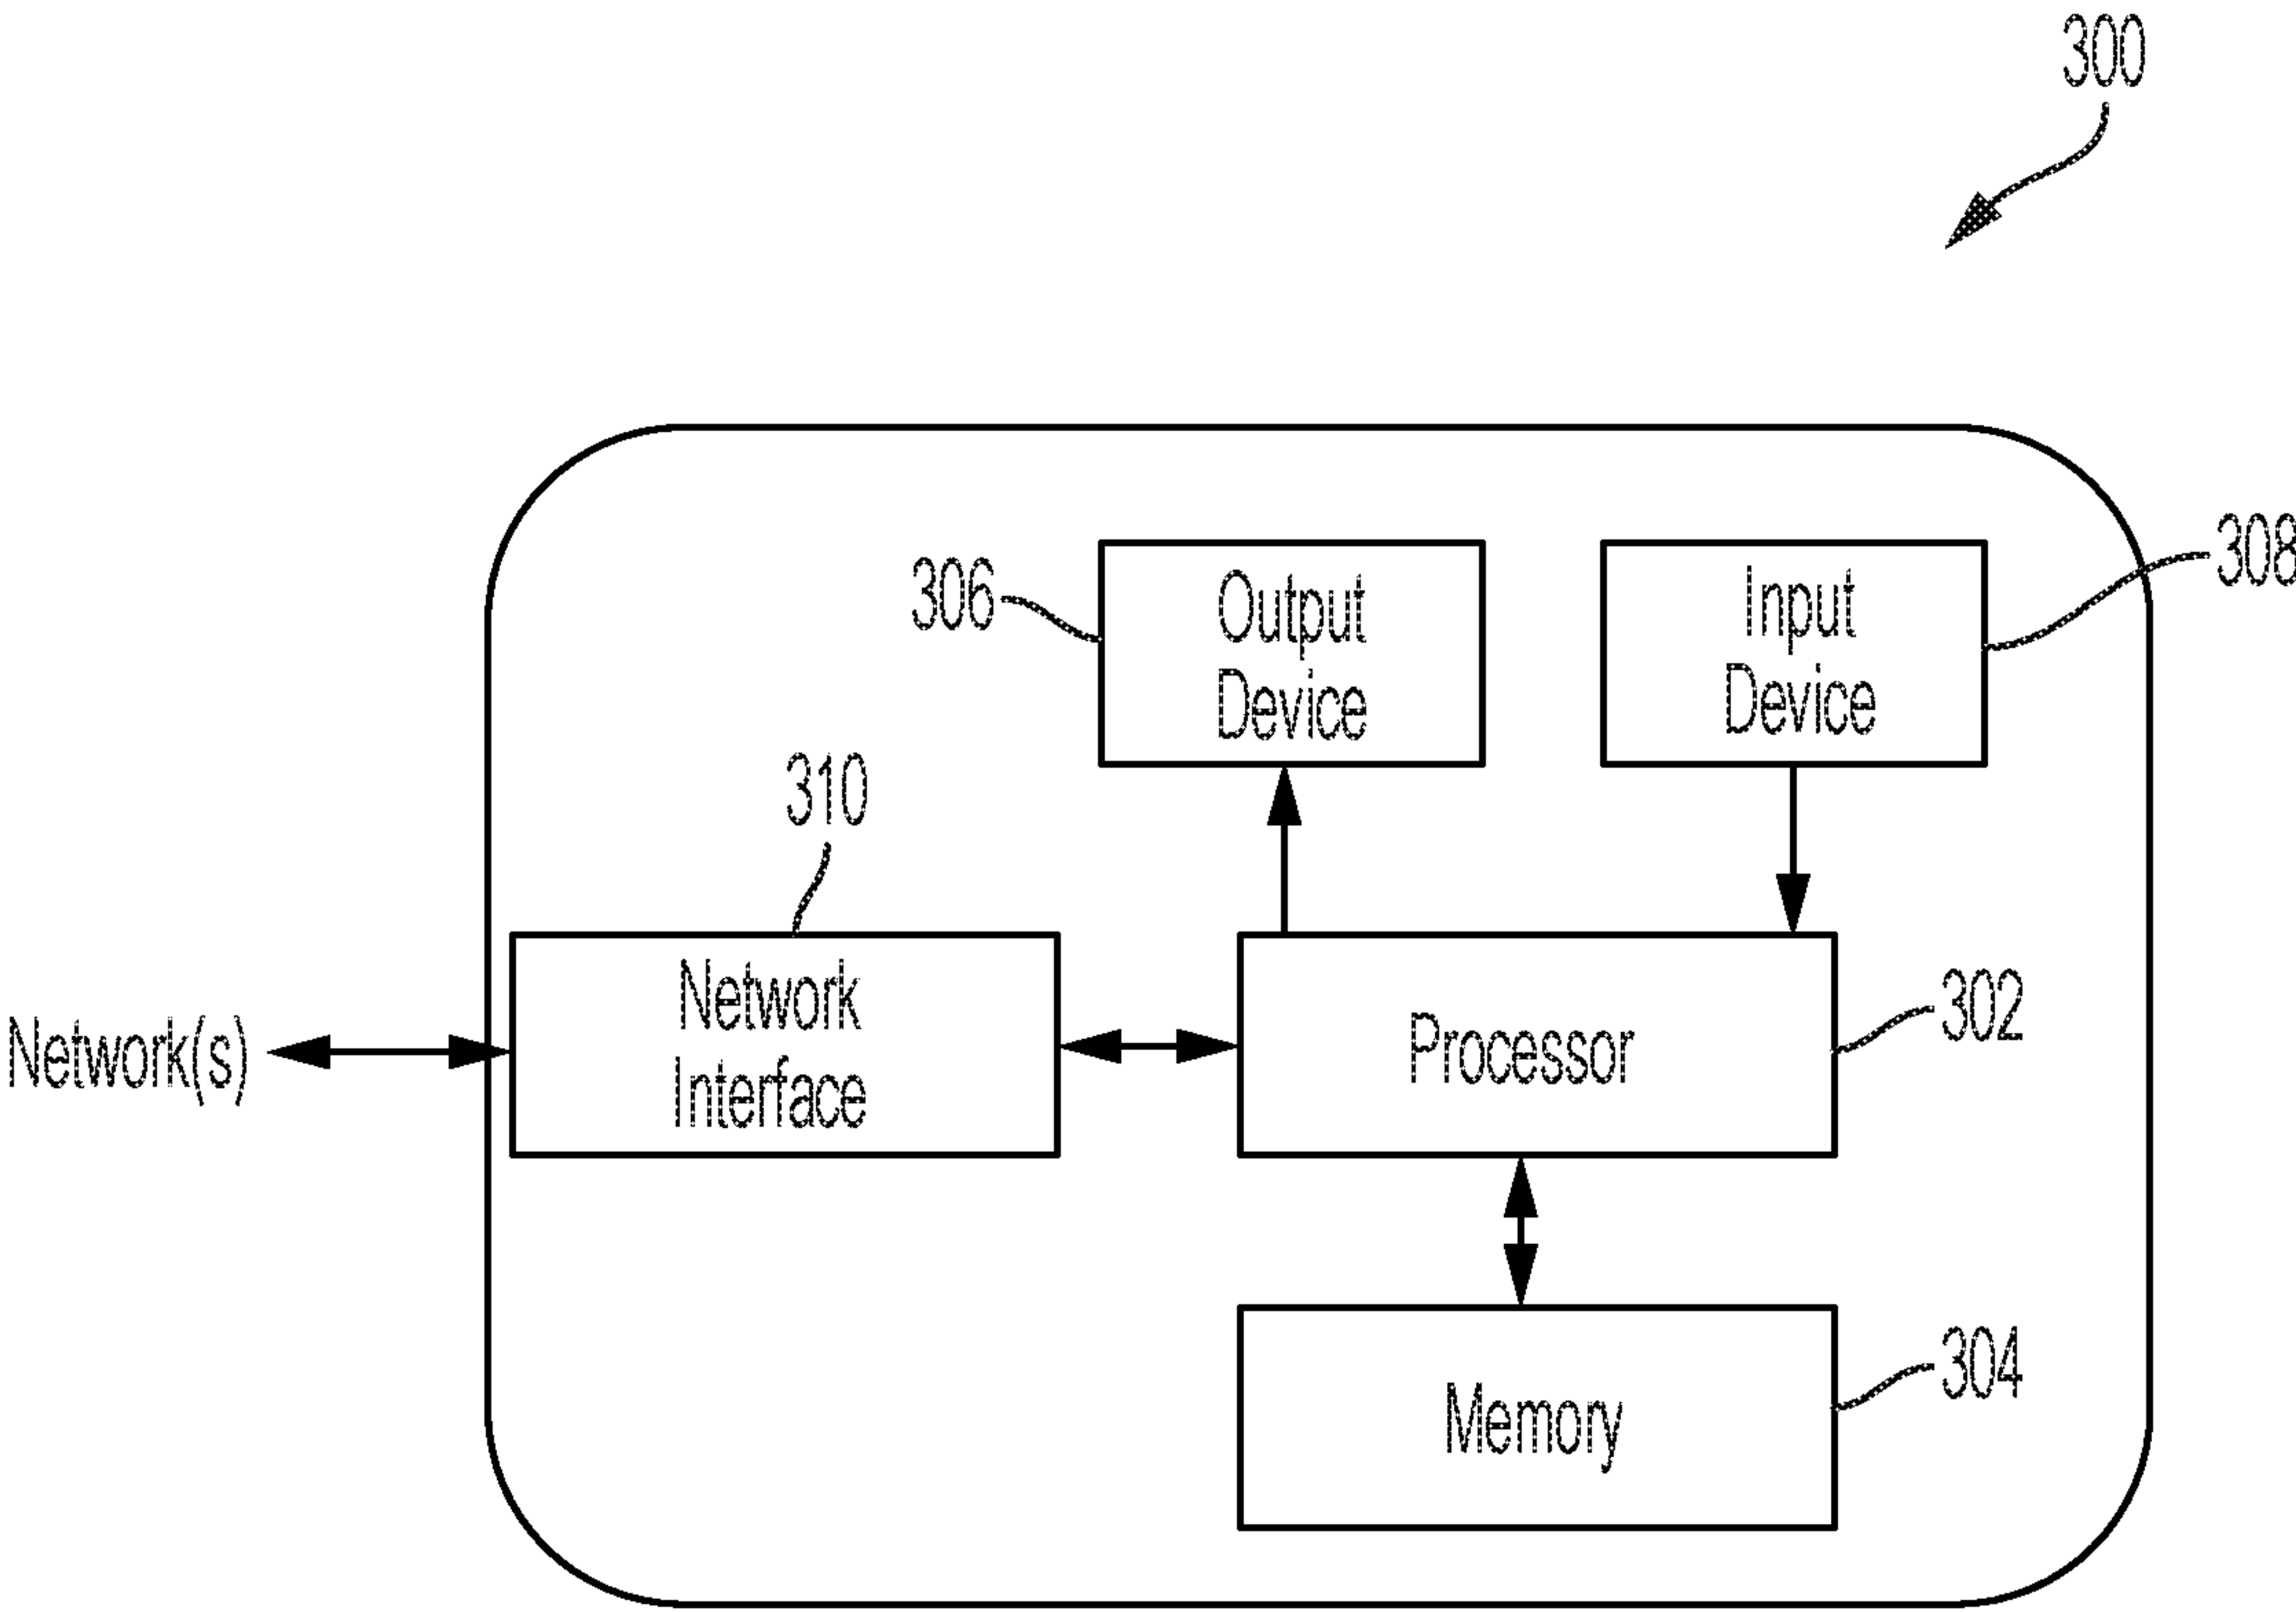 300
306
Output
Device
Input
Device
308
310
Network
Interface
Network(s)
Processor
302
Memory
304